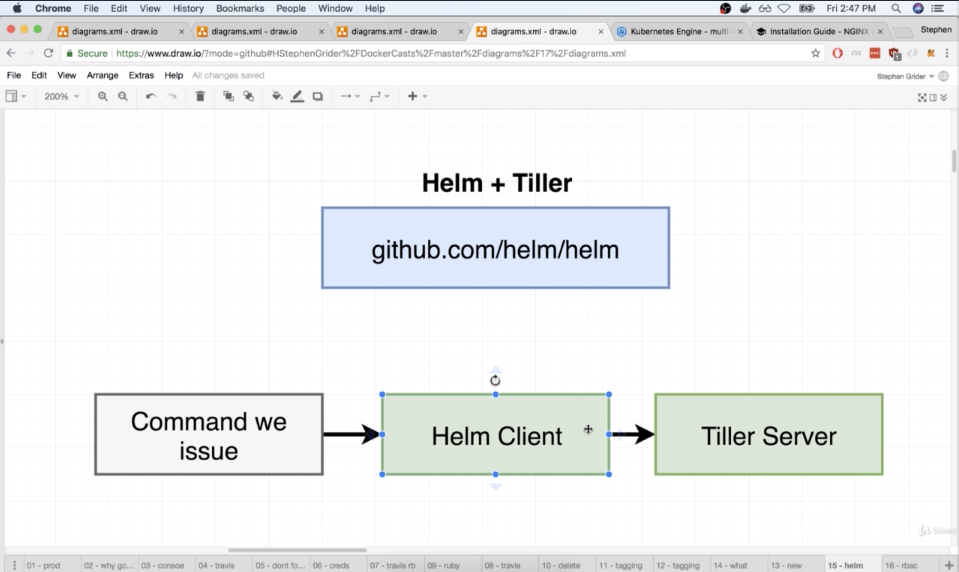 Chrome File Edit View History Bookmarks People Window Help Fri 2:47 PM
diagrams.xml - draw.io diagrams.xml - draw.io diagrams.xml - draw.io diagrams.xml - draw.io Kubernetes Engine - multi- Installation Guide - NGINX Stephen
Secure https://www.draw.io/?mode=github#HStephenGrider%2FDockerCasts%2Fmaster%2Fdiagrams%2F17%2Fdiagrams.xml
File Edit View Arrange Extras Help All changes saved Stephen Grider
200%
Helm + Tiller
github.com/helm/helm
Command we
issue
Helm Client
Tiller Server
Udemy
01 - prod 02 - why gc... 03 - consoe 04 - travis 05 - dont fo... 06 - creds 07 - travis rb 09 - ruby 08 - travis 10 - delete 11 - tagging 12 - tagging 14 - what 13 - new 15 - helm 16 - rbac